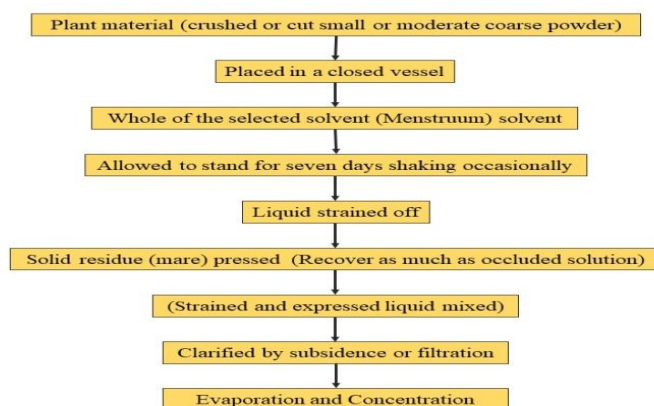 Plant material (crushed or cut small or moderate coarse powder)
Placed in a closed vessel
Whole of the selected solvent (Menstruum) solvent
Allowed to stand for seven days shaking occasionally
Liquid strained off
Solid residue (mare) pressed (Recover as much as occluded solution)
(Strained and expressed liquid mixed)
Clarified by subsidence or filtration
Evaporation and Concentration